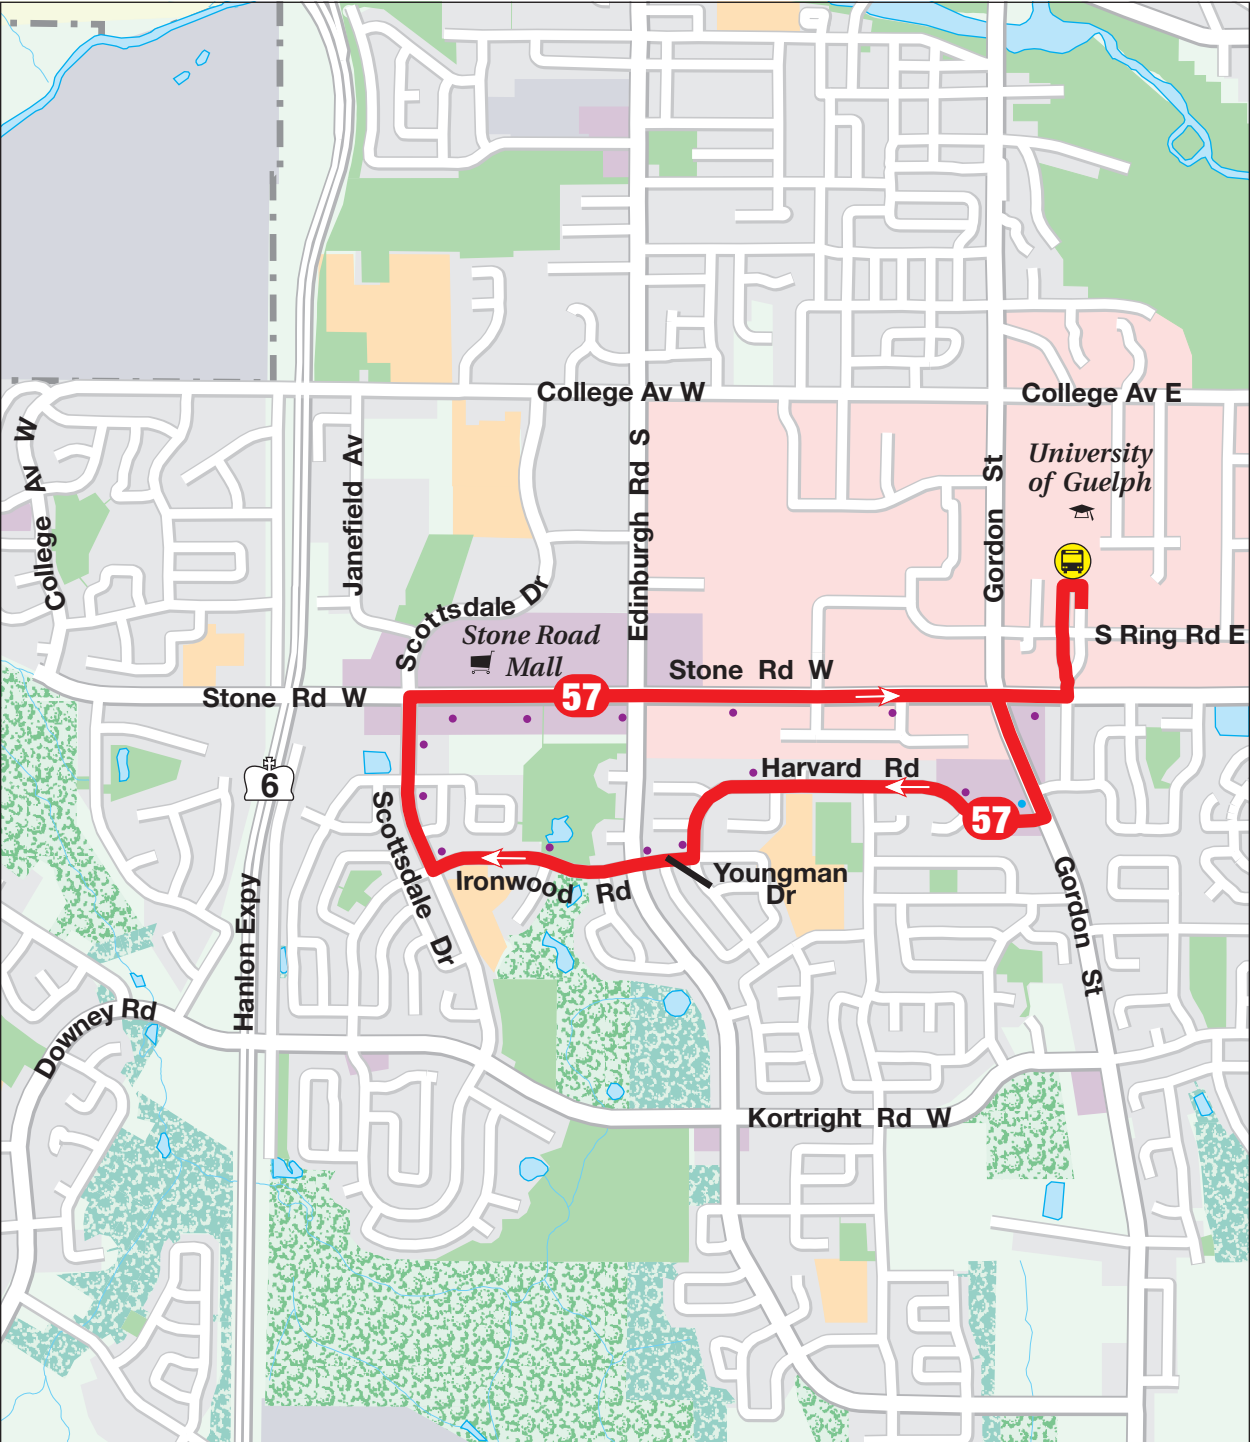 College Av W
College Av E
College Av W
Janefield Av
Edinburgh Rd S
Gordon St
University
of Guelph
Scottsdale Dr
Stone Road
Mall
S Ring Rd E
Stone Rd W
Stone Rd W
57
6
Harvard Rd
57
Scottsdale Dr
Ironwood Rd
Youngman
Dr
Hanlon Expy
Gordon St
Downey Rd
Kortright Rd W